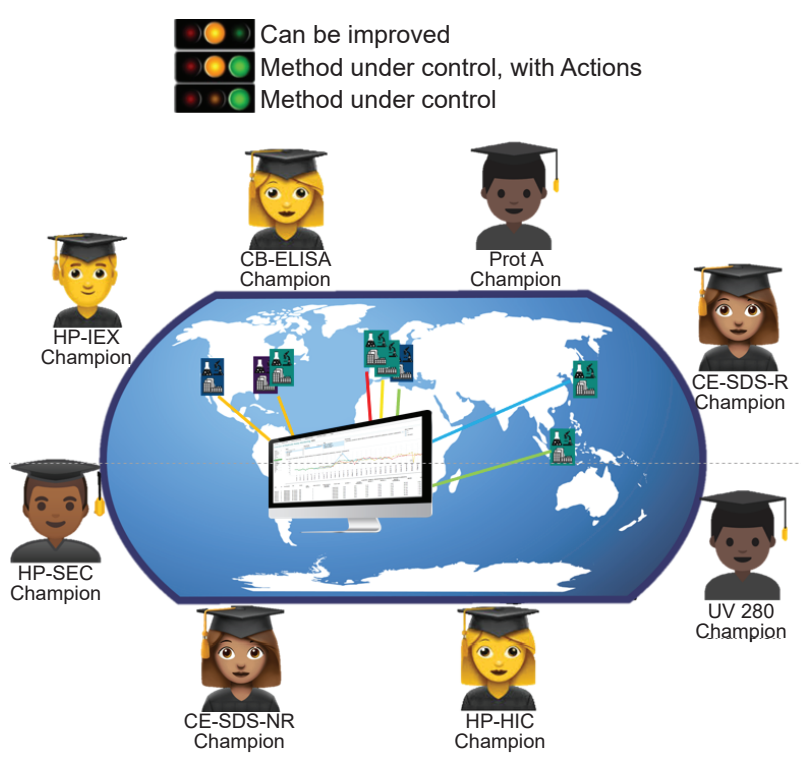 Can be improved
Method under control, with Actions
Method under control
CB-ELISA
Champion
Prot A
Champion
HP-IEX
Champion
CE-SDS-R
Champion
HP-SEC
Champion
UV 280
Champion
CE-SDS-NR
Champion
HP-HIC
Champion